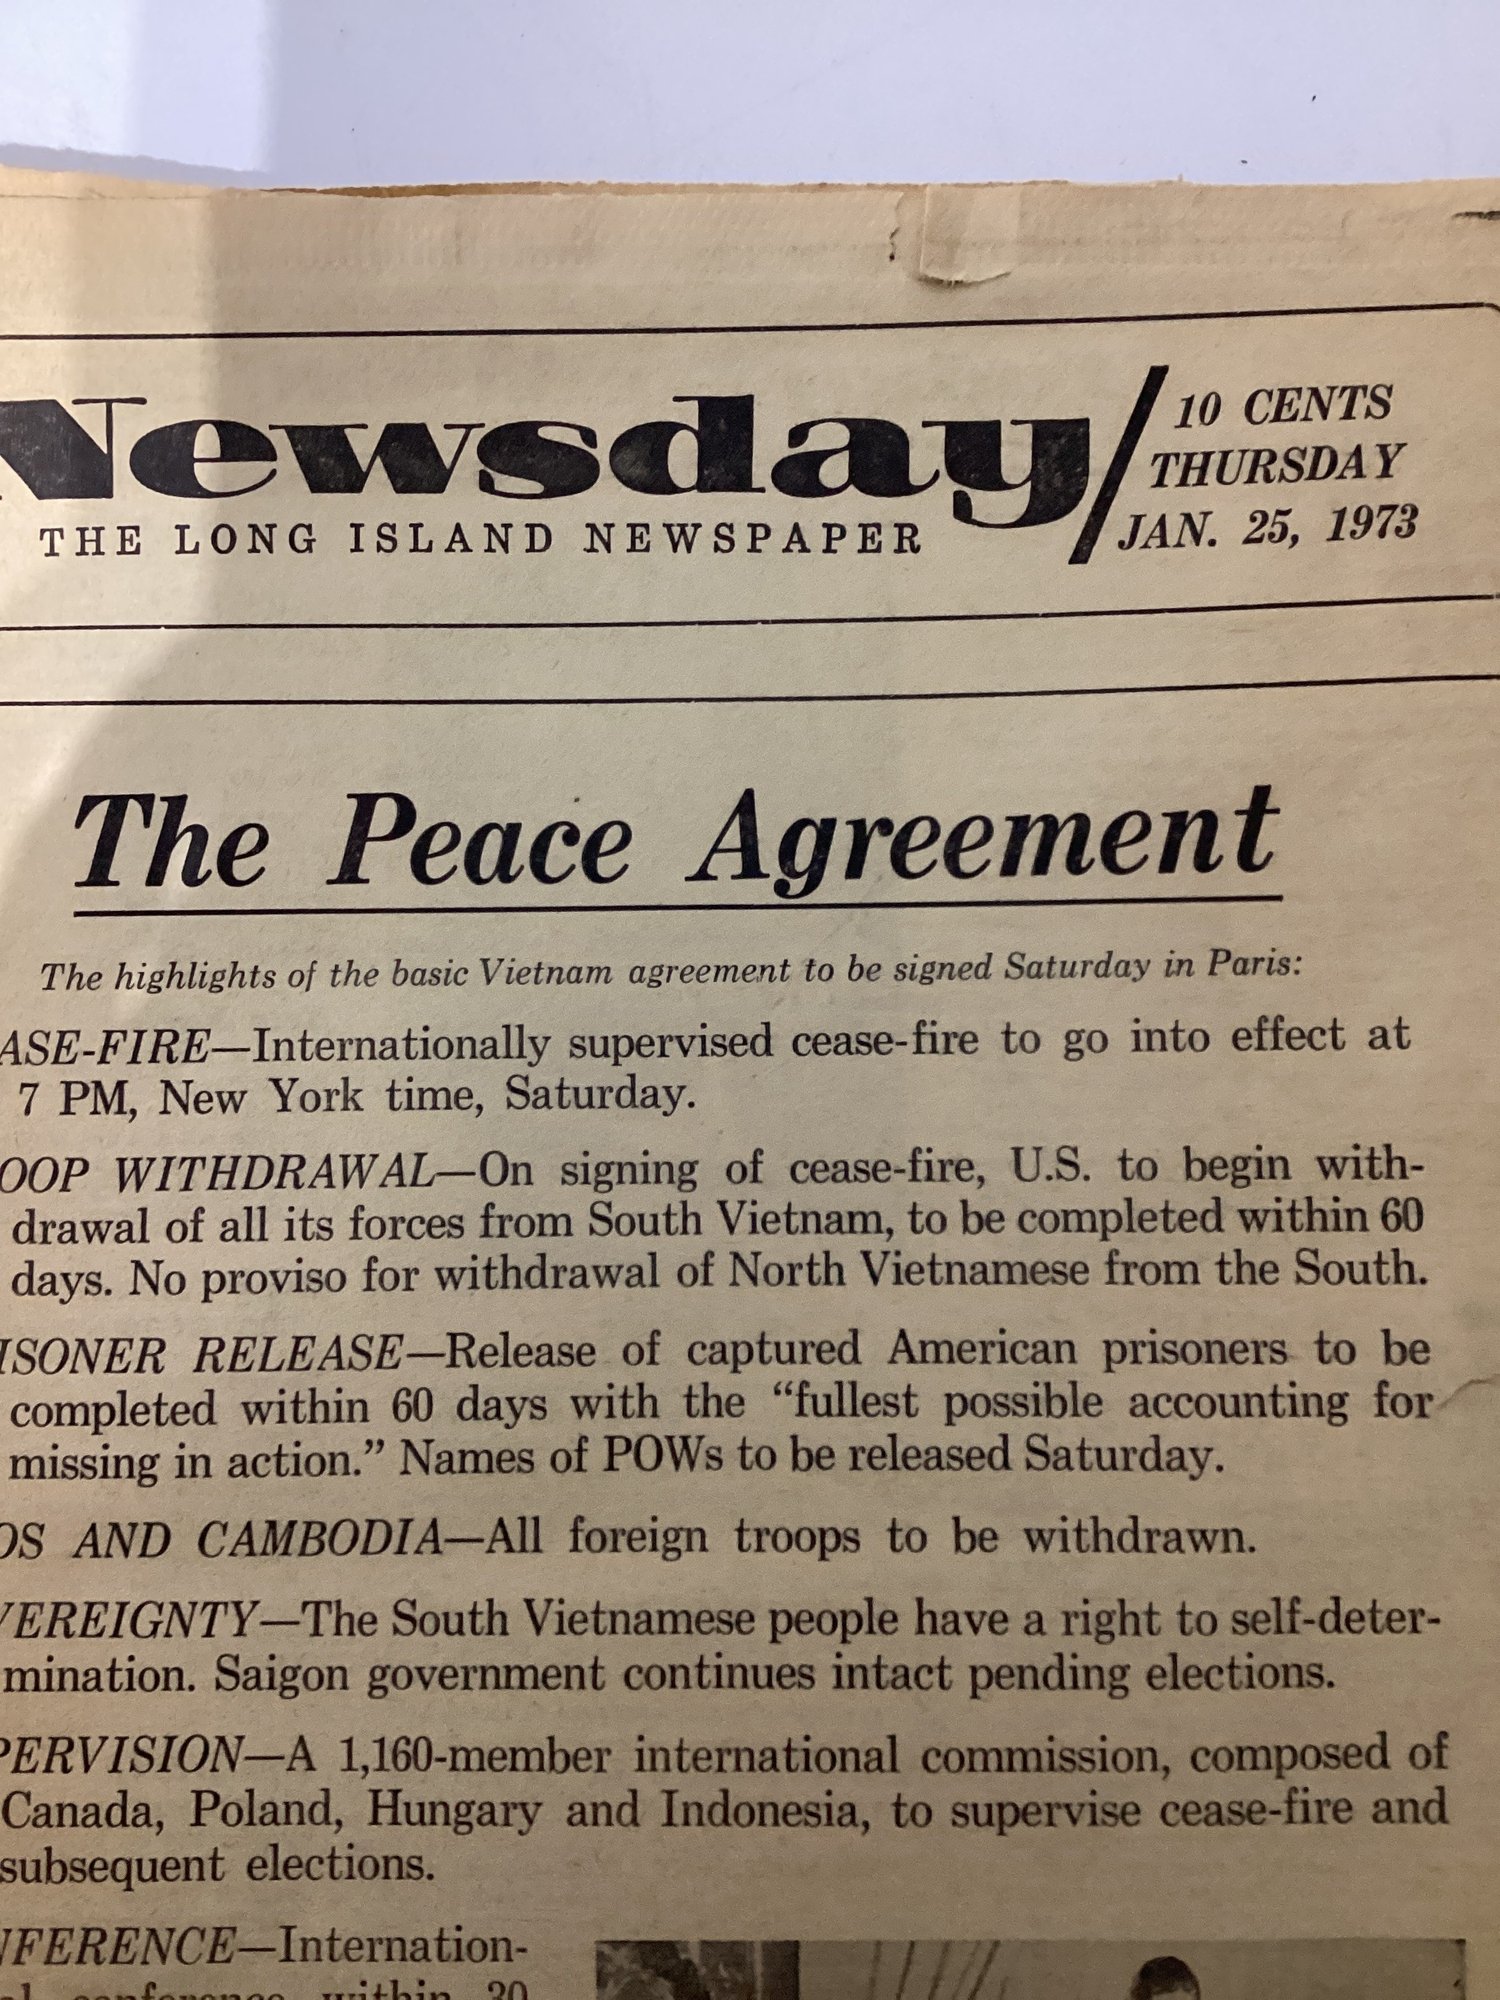 Newsday
THE LONG ISLAND NEWSPAPER
10 CENTS
THURSDAY
JAN. 25, 1973
The Peace Agreement
The highlights of the basic Vietnam agreement to be signed Saturday in Paris:
ASE-FIRE—Internationally supervised cease-fire to go into effect at
7 PM, New York time, Saturday.
OOP WITHDRAWAL—On signing of cease-fire, U.S. to begin with-
drawal of all its forces from South Vietnam, to be completed within 60
days. No proviso for withdrawal of North Vietnamese from the South.
ISONER RELEASE—Release of captured American prisoners to be
completed within 60 days with the “fullest possible accounting for
missing in action.” Names of POWs to be released Saturday.
OS AND CAMBODIA—All foreign troops to be withdrawn.
VEREIGNTY—The South Vietnamese people have a right to self-deter-
mination. Saigon government continues intact pending elections.
PERVISION—A 1,160-member international commission, composed of
Canada, Poland, Hungary and Indonesia, to supervise cease-fire and
subsequent elections.
NFERENCE—Internation-
al conference within 30